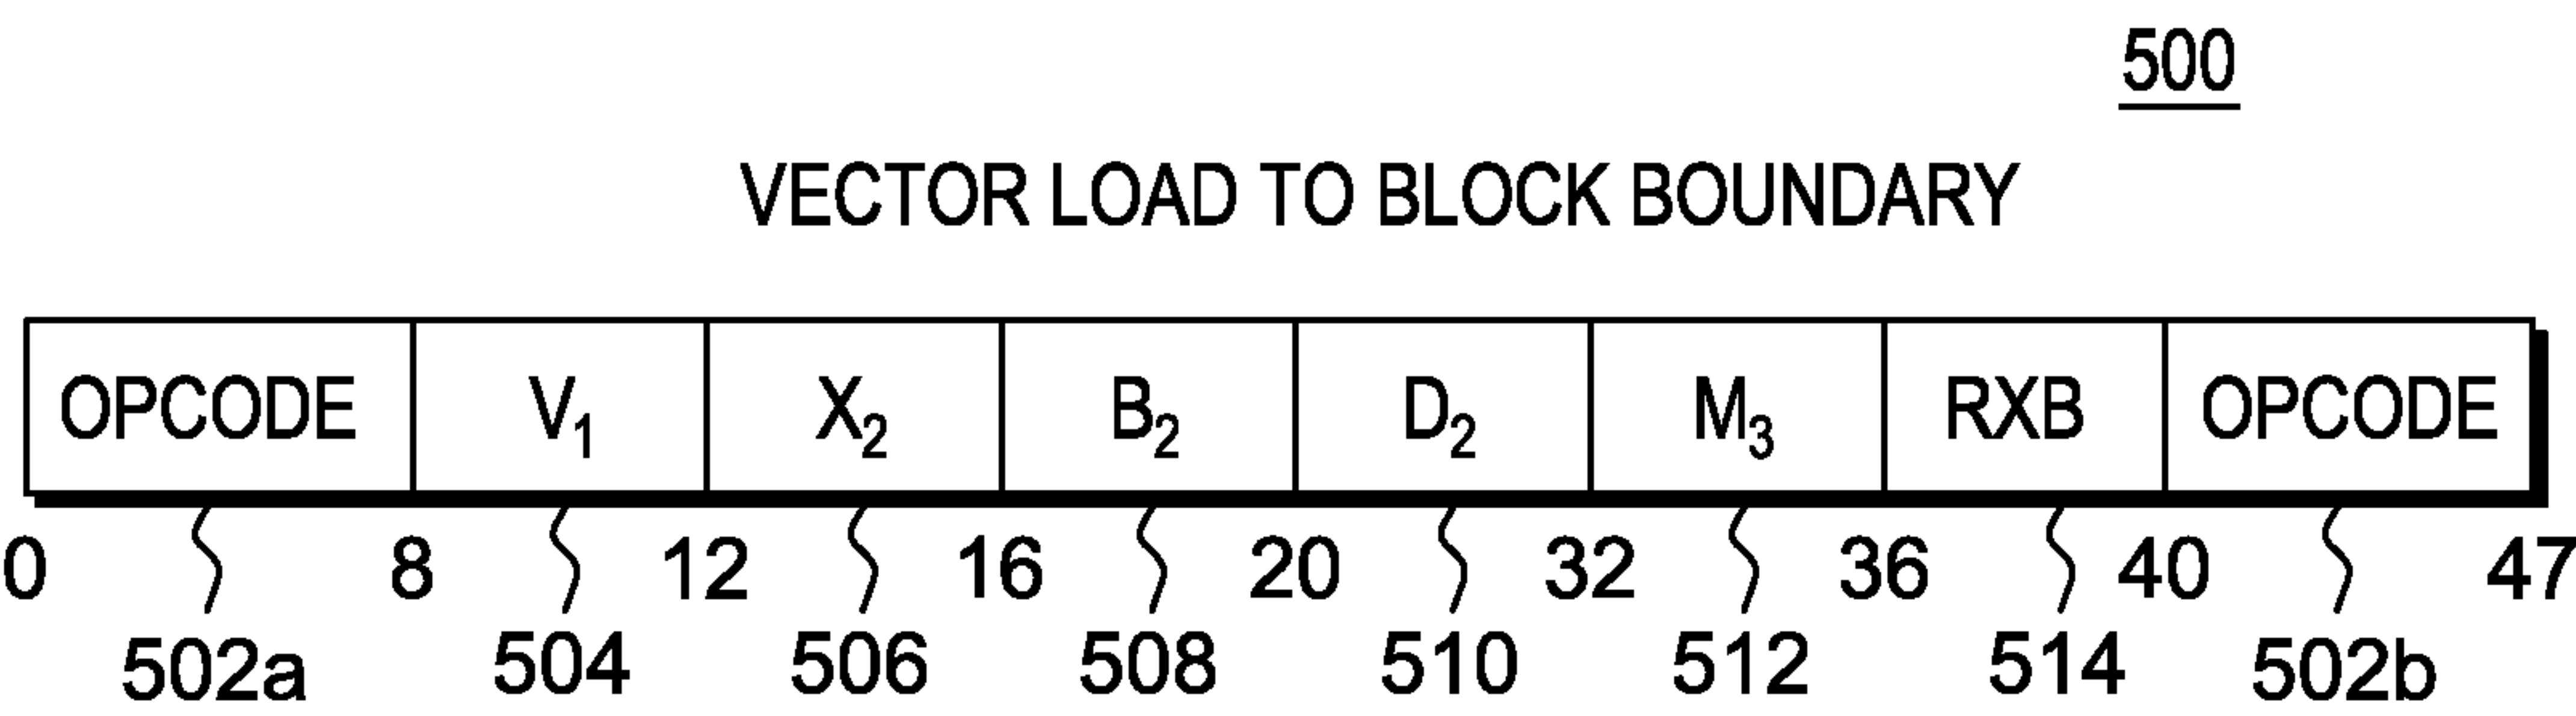 500
VECTOR LOAD TO BLOCK BOUNDARY
OPCODE V₁ X₂ B₂ D₂ M₃ RXB OPCODE
0 8 12 16 20 32 36 40 47
502a 504 506 508 510 512 514 502b